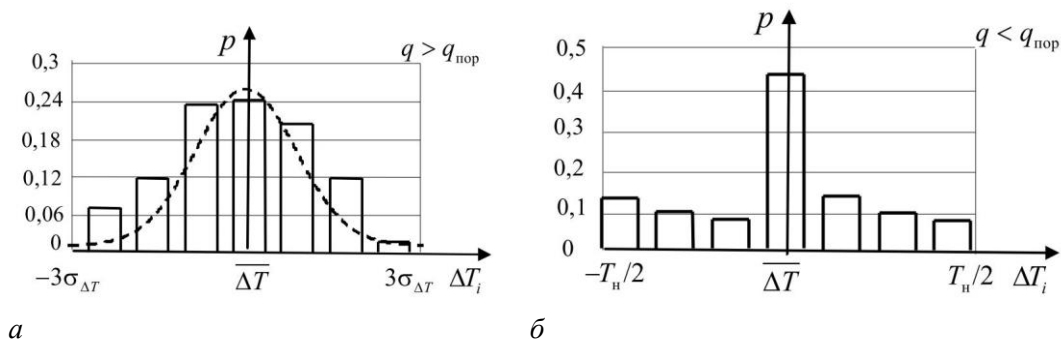 p
q > q_пор
0,3
0,24
0,18
0,12
0,06
0
−3σ_ΔT
ΔT̅
3σ_ΔT
ΔT_i
а
p
q < q_пор
0,5
0,4
0,3
0,2
0,1
0
−T_н/2
ΔT̅
T_н/2
ΔT_i
б